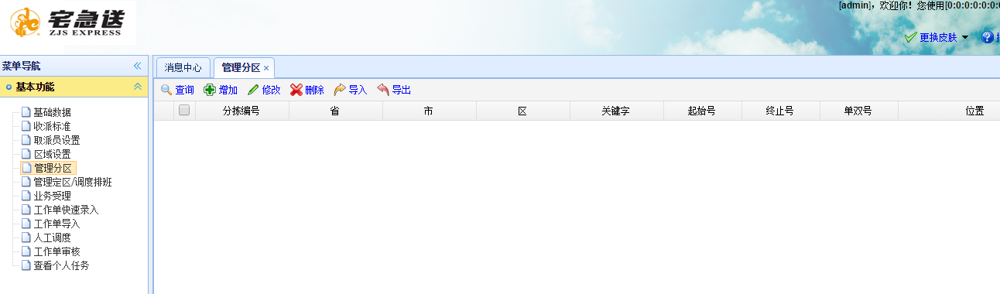 宅急送
ZJS EXPRESS
[admin]，欢迎你！您使用[0:0:0:0:0:0:0
更换皮肤
菜单导航
基本功能
基础数据
收派标准
取派员设置
区域设置
管理分区
管理定区/调度排班
业务受理
工作单快速录入
工作单导入
人工调度
工作单审核
查看个人任务
消息中心 管理分区
查询 增加 修改 删除 导入 导出
分拣编号 省 市 区 关键字 起始号 终止号 单双号 位置